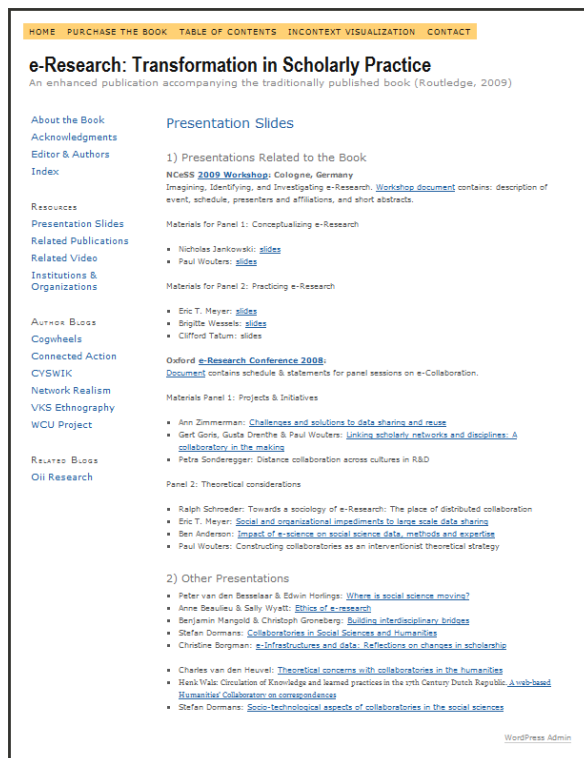 HOME PURCHASE THE BOOK TABLE OF CONTENTS INCONTEXT VISUALIZATION CONTACT
e-Research: Transformation in Scholarly Practice
An enhanced publication accompanying the traditionally published book (Routledge, 2009)
About the Book
Acknowledgments
Editor & Authors
Index
Resources
Presentation Slides
Related Publications
Related Video
Institutions &
Organizations
Author Blogs
Cogwheels
Connected Action
CYSWIK
Network Realism
VKS Ethnography
WCU Project
Related Blogs
Oii Research
Presentation Slides
1) Presentations Related to the Book
NCeSS 2009 Workshop: Cologne, Germany
Imagining, Identifying, and Investigating e-Research. Workshop document contains: description of
event, schedule, presenters and affiliations, and short abstracts.
Materials for Panel 1: Conceptualizing e-Research
Nicholas Jankowski: slides
Paul Wouters: slides
Materials for Panel 2: Practicing e-Research
Eric T. Meyer: slides
Brigitte Wessels: slides
Clifford Tatum: slides
Oxford e-Research Conference 2008:
Document contains schedule & statements for panel sessions on e-Collaboration.
Materials Panel 1: Projects & Initiatives
Ann Zimmerman: Challenges and solutions to data sharing and reuse
Gert Goris, Gusta Drenthe & Paul Wouters: Linking scholarly networks and disciplines: A
collaboratory in the making
Petra Sonderegger: Distance collaboration across cultures in R&D
Panel 2: Theoretical considerations
Ralph Schroeder: Towards a sociology of e-Research: The place of distributed collaboration
Eric T. Meyer: Social and organizational impediments to large scale data sharing
Ben Anderson: Impact of e-science on social science data, methods and expertise
Paul Wouters: Constructing collaboratories as an interventionist theoretical strategy
2) Other Presentations
Peter van den Besselaar & Edwin Horlings: Where is social science moving?
Anne Beaulieu & Sally Wyatt: Ethics of e-research
Benjamin Mangold & Christoph Groneberg: Building interdisciplinary bridges
Stefan Dormans: Collaboratories in Social Sciences and Humanities
Christine Borgman: e-Infrastructures and data: Reflections on changes in scholarship
Charles van den Heuvel: Theoretical concerns with collaboratories in the humanities
Henk Wals: Circulation of Knowledge and learned practices in the 17th Century Dutch Republic. A web-based
Humanities' Collaboratory on correspondences
Stefan Dormans: Socio-technological aspects of collaboratories in the social sciences
WordPress Admin